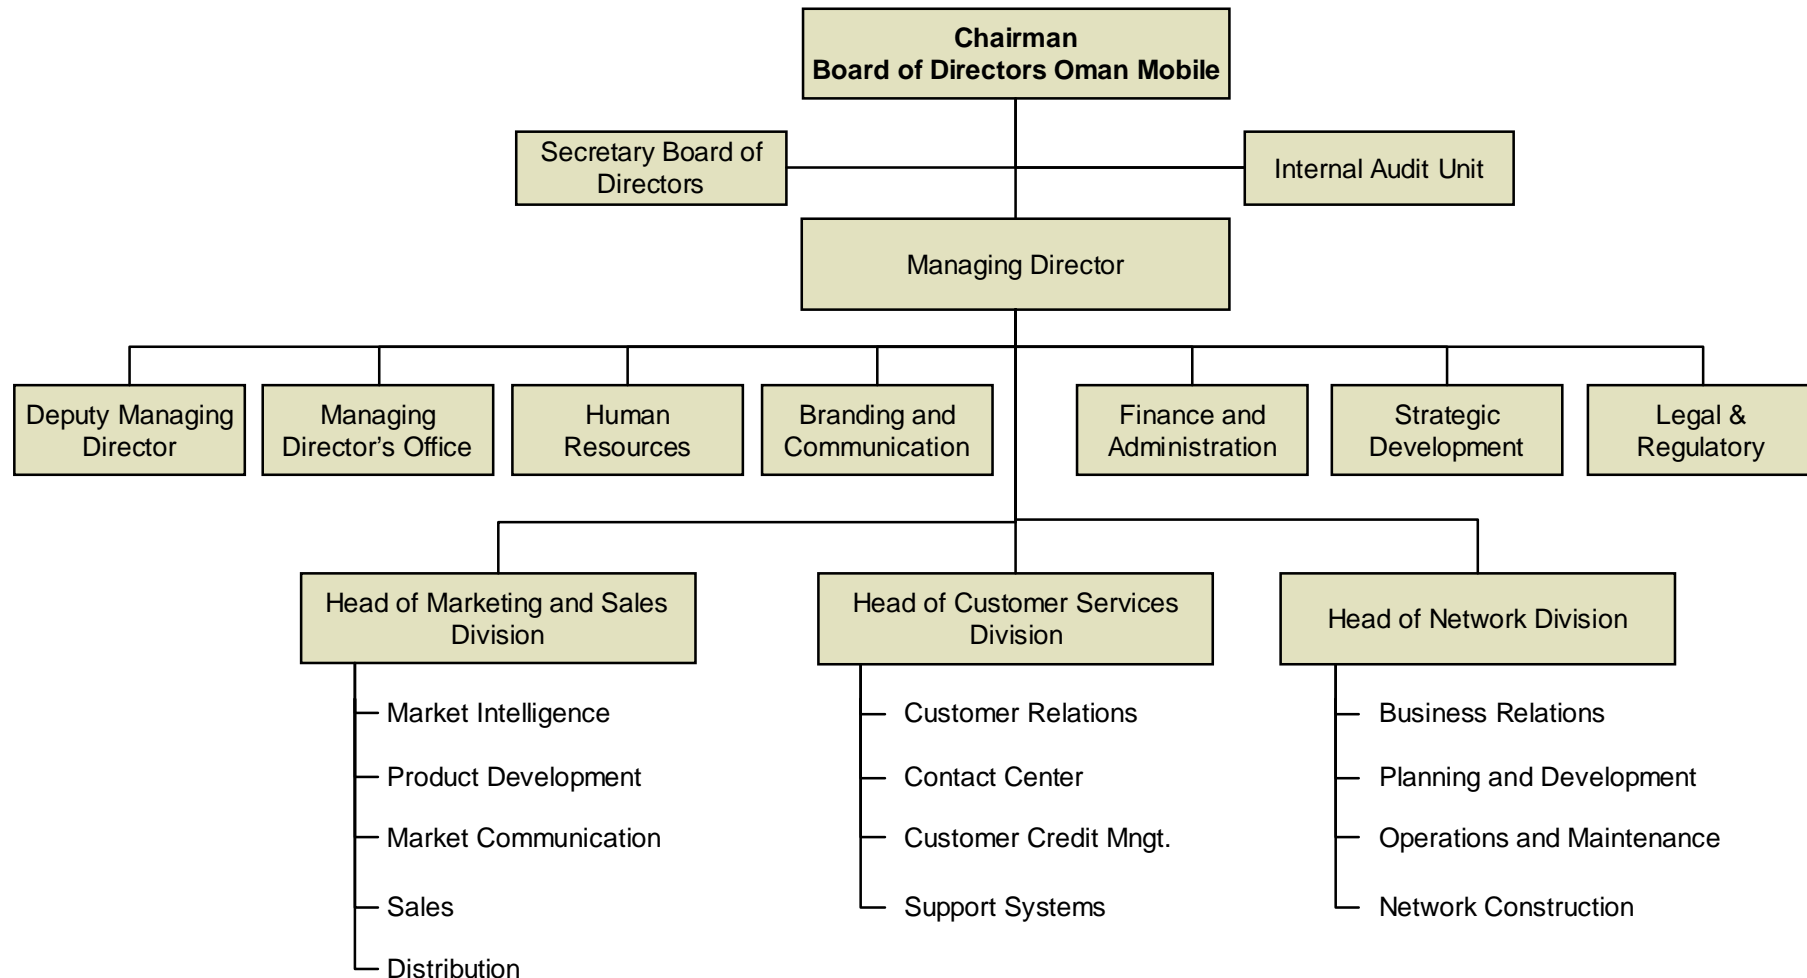 Chairman
Board of Directors Oman Mobile
Secretary Board of
Directors
Internal Audit Unit
Managing Director
Deputy Managing
Director
Managing
Director’s Office
Human
Resources
Branding and
Communication
Finance and
Administration
Strategic
Development
Legal &
Regulatory
Head of Marketing and Sales
Division
Market Intelligence
Product Development
Market Communication
Sales
Distribution
Head of Customer Services
Division
Customer Relations
Contact Center
Customer Credit Mngt.
Support Systems
Head of Network Division
Business Relations
Planning and Development
Operations and Maintenance
Network Construction